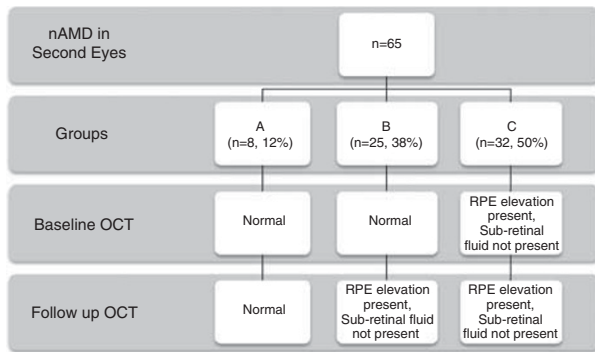 nAMD in
Second Eyes
n=65
Groups
A
(n=8, 12%)
B
(n=25, 38%)
C
(n=32, 50%)
Baseline OCT
Normal
Normal
RPE elevation
present,
Sub-retinal
fluid not present
Follow up OCT
Normal
RPE elevation
present,
Sub-retinal fluid
not present
RPE elevation
present,
Sub-retinal
fluid not present